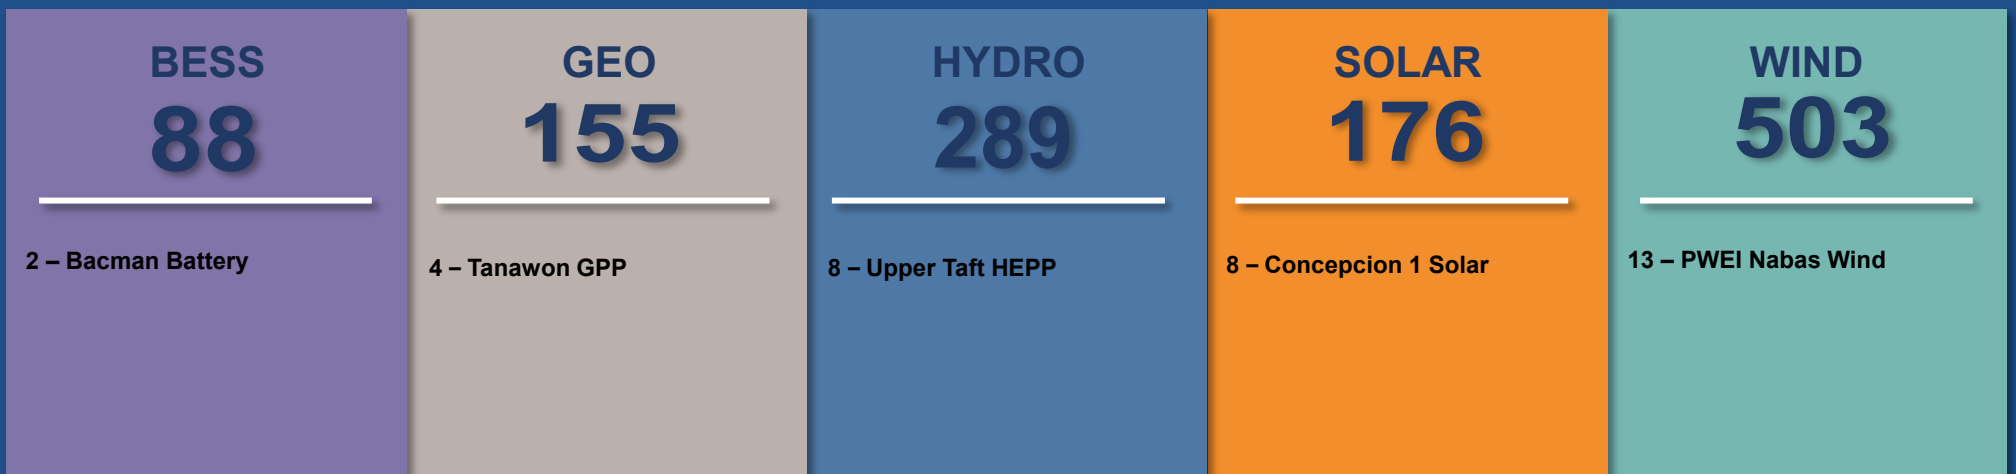 BESS
88
2 – Bacman Battery
GEO
155
4 – Tanawon GPP
HYDRO
289
8 – Upper Taft HEPP
SOLAR
176
8 – Concepcion 1 Solar
WIND
503
13 – PWEI Nabas Wind